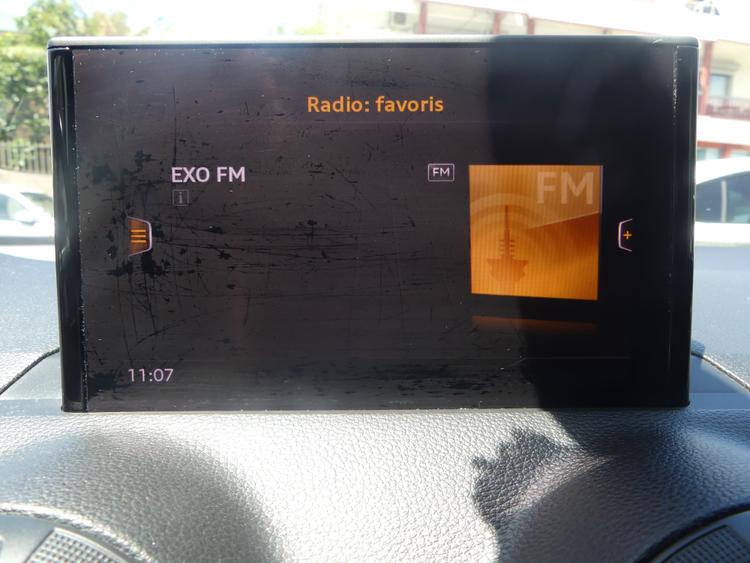 Radio: favoris
EXO FM
FM
FM
i
11:07